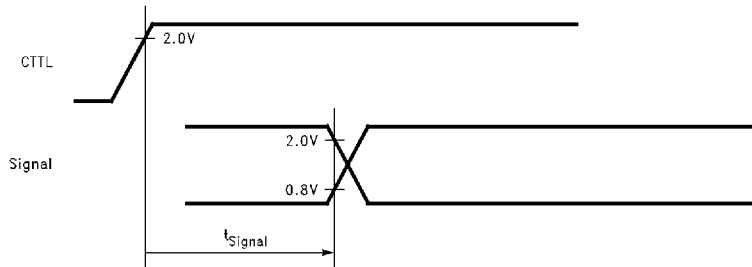 2.0V
CTTL
2.0V
Signal
0.8V
tSignal